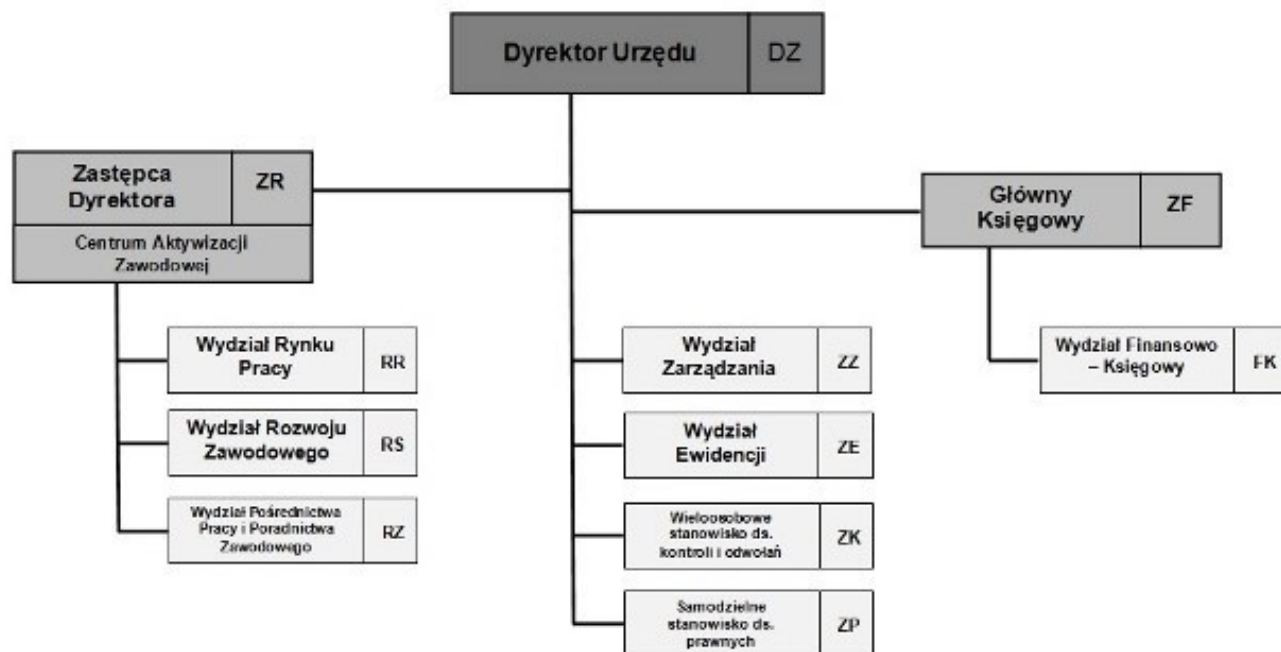 Dyrektor Urzędu DZ
Zastępca
Dyrektora
ZR
Centrum Aktywizacji
Zawodowej
Główny
Księgowy
ZF
Wydział Rynku
Pracy
RR
Wydział Rozwoju
Zawodowego
RS
Wydział Pośrednictwa
Pracy i Poradnictwa
Zawodowego
RZ
Wydział
Zarządzania
ZZ
Wydział
Ewidencji
ZE
Wieloosobowe
stanowisko ds.
kontroli i odwołań
ZK
Samodzielne
stanowisko ds.
prawnych
ZP
Wydział Finansowo
– Księgowy
FK